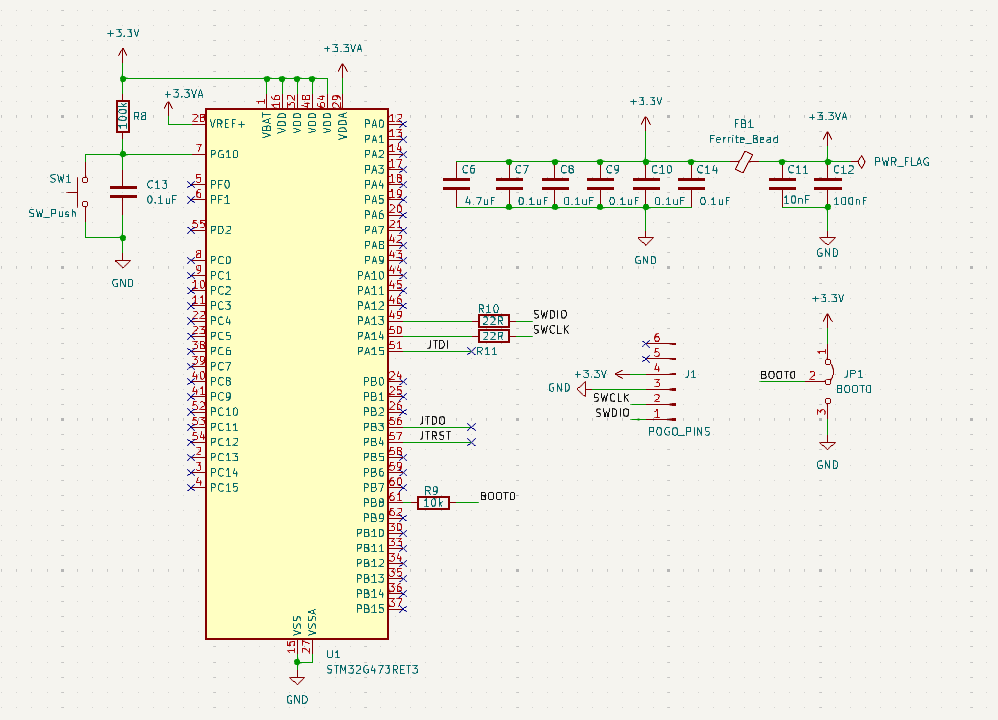 +3.3V
+3.3VA
+3.3VA
100k
R8
SW1
SW_Push
C13
0.1uF
GND
1
16
32
48
64
29
VBAT
VDD
VDD
VDD
VDD
VDDA
28
VREF+
7
PG10
5
PF0
6
PF1
55
PD2
8
PC0
9
PC1
10
PC2
11
PC3
22
PC4
23
PC5
38
PC6
39
PC7
40
PC8
41
PC9
52
PC10
53
PC11
54
PC12
2
PC13
3
PC14
4
PC15
PA0
12
PA1
13
PA2
14
PA3
17
PA4
18
PA5
19
PA6
20
PA7
21
PA8
42
PA9
43
PA10
44
PA11
45
PA12
46
PA13
49
PA14
50
PA15
51
PB0
24
PB1
25
PB2
26
PB3
56
PB4
57
PB5
58
PB6
59
PB7
60
PB8
61
PB9
62
PB10
30
PB11
33
PB12
34
PB13
35
PB14
36
PB15
37
R10
22R
SWDIO
22R
SWCLK
JTDI
R11
JTDO
JTRST
R9
10k
BOOT0
VSS
VSSA
15
27
GND
U1
STM32G473RET3
+3.3V
FB1
Ferrite_Bead
+3.3VA
PWR_FLAG
C6
4.7uF
C7
0.1uF
C8
0.1uF
C9
0.1uF
C10
0.1uF
C14
0.1uF
C11
10nF
C12
100nF
GND
GND
6
5
4
+3.3V
J1
3
GND
2
SWCLK
1
SWDIO
POGO_PINS
+3.3V
1
BOOT0
2
JP1
BOOT0
3
GND